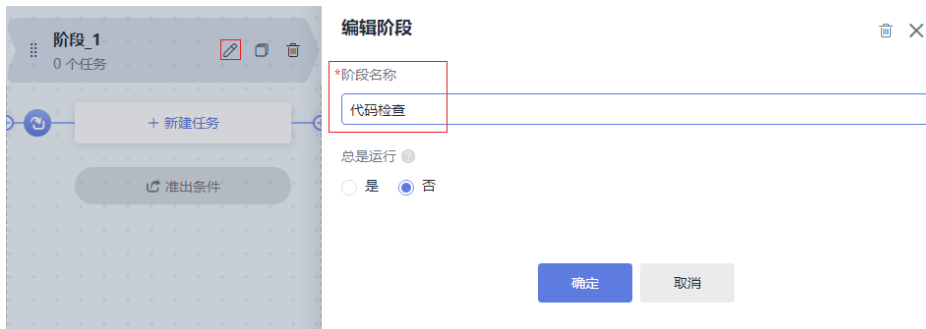 阶段_1
0 个任务
+ 新建任务
准出条件
编辑阶段
*阶段名称
代码检查
总是运行 ?
是 否
确定 取消